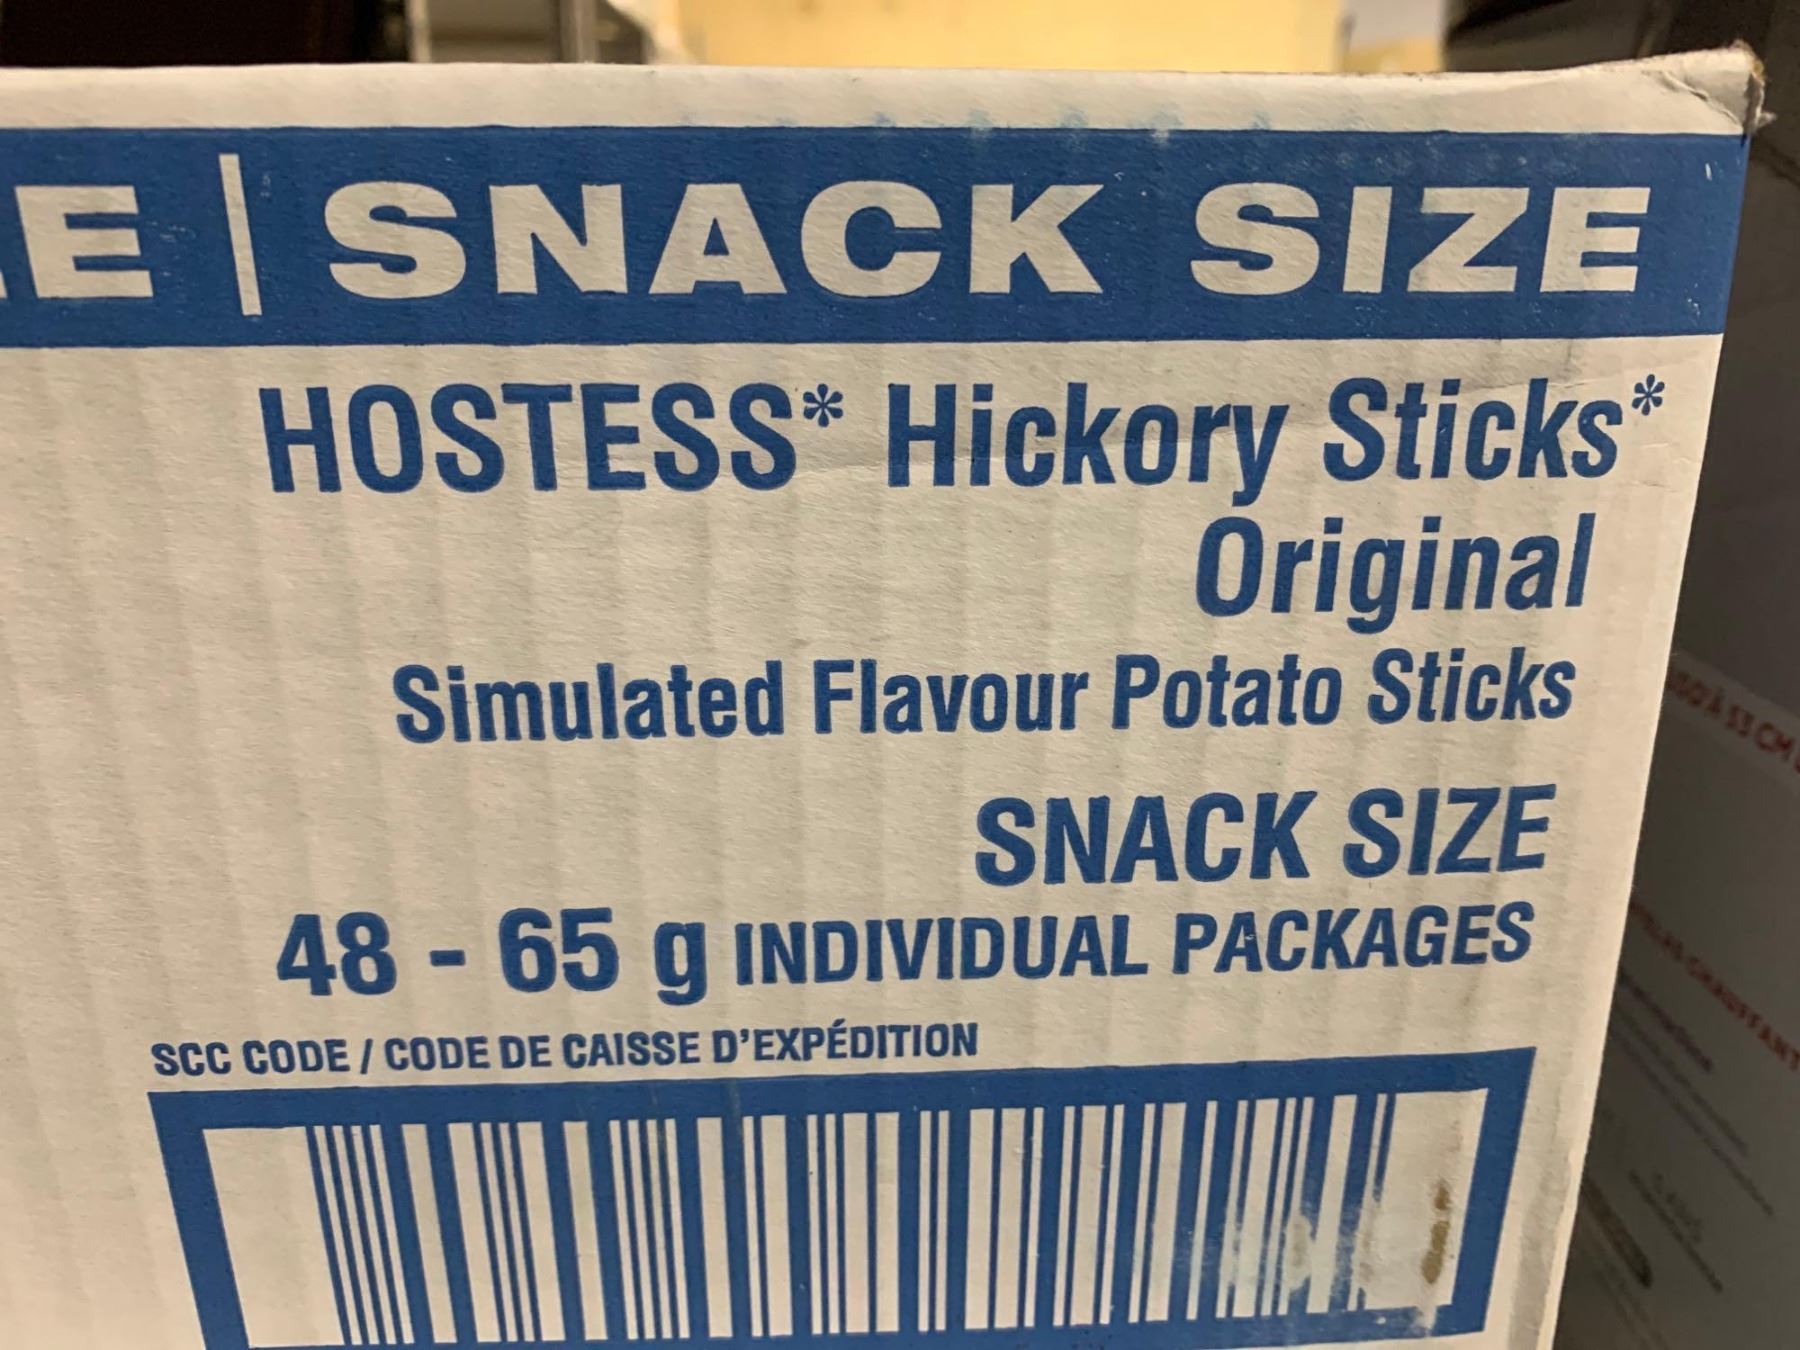 E | SNACK SIZE
HOSTESS* Hickory Sticks*
Original
Simulated Flavour Potato Sticks
SNACK SIZE
48 - 65 g INDIVIDUAL PACKAGES
SCC CODE / CODE DE CAISSE D'EXPÉDITION